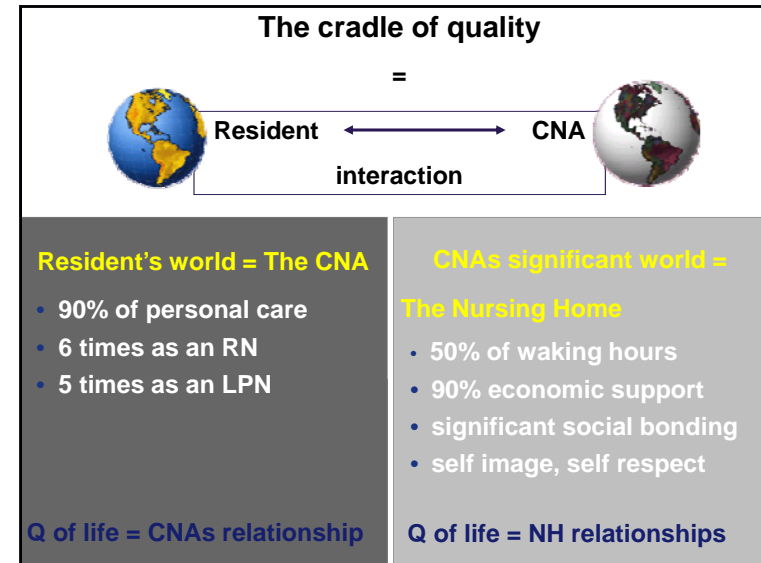 The cradle of quality
=
Resident CNA
interaction
Resident’s world = The CNA
• 90% of personal care
• 6 times as an RN
• 5 times as an LPN
Q of life = CNAs relationship
CNAs significant world =
The Nursing Home
• 50% of waking hours
• 90% economic support
• significant social bonding
• self image, self respect
Q of life = NH relationships